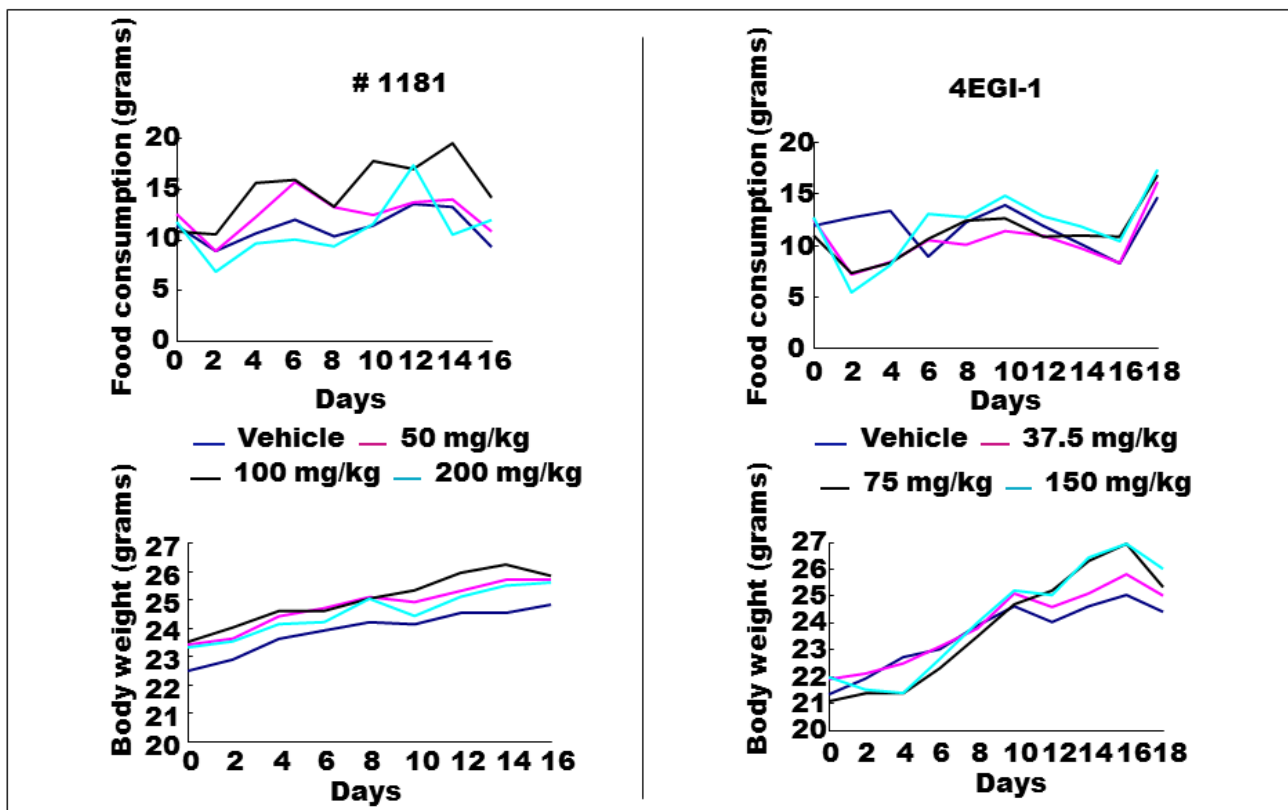 # 1181
Food consumption (grams)
20
15
10
5
0
0 2 4 6 8 10 12 14 16
Days
Vehicle 50 mg/kg
100 mg/kg 200 mg/kg
Body weight (grams)
27
26
25
24
23
22
21
20
0 2 4 6 8 10 12 14 16
Days
4EGI-1
Food consumption (grams)
20
15
10
5
0
0 2 4 6 8 10 12 14 16 18
Days
Vehicle 37.5 mg/kg
75 mg/kg 150 mg/kg
Body weight (grams)
27
26
25
24
23
22
21
20
0 2 4 6 8 10 12 14 16 18
Days